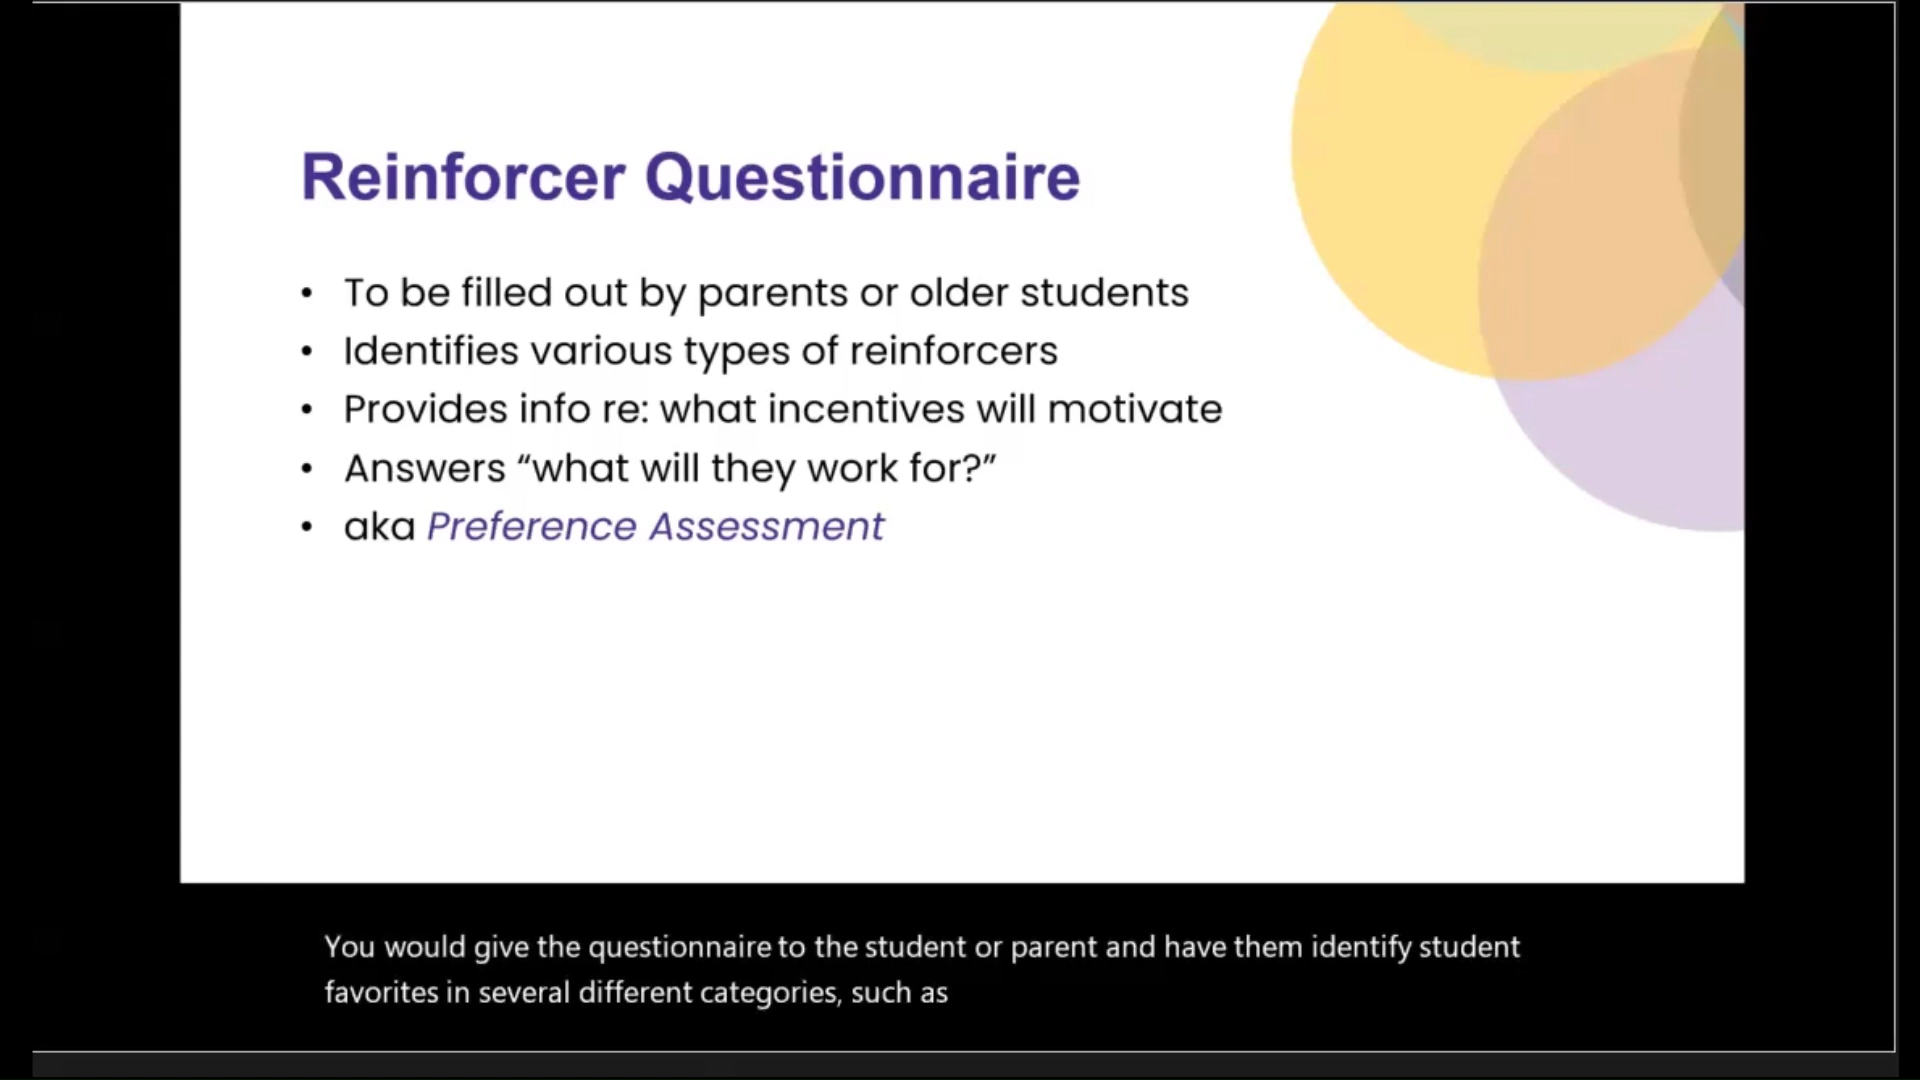 Reinforcer Questionnaire
• To be filled out by parents or older students
• Identifies various types of reinforcers
• Provides info re: what incentives will motivate
• Answers “what will they work for?”
• aka Preference Assessment
You would give the questionnaire to the student or parent and have them identify student
favorites in several different categories, such as